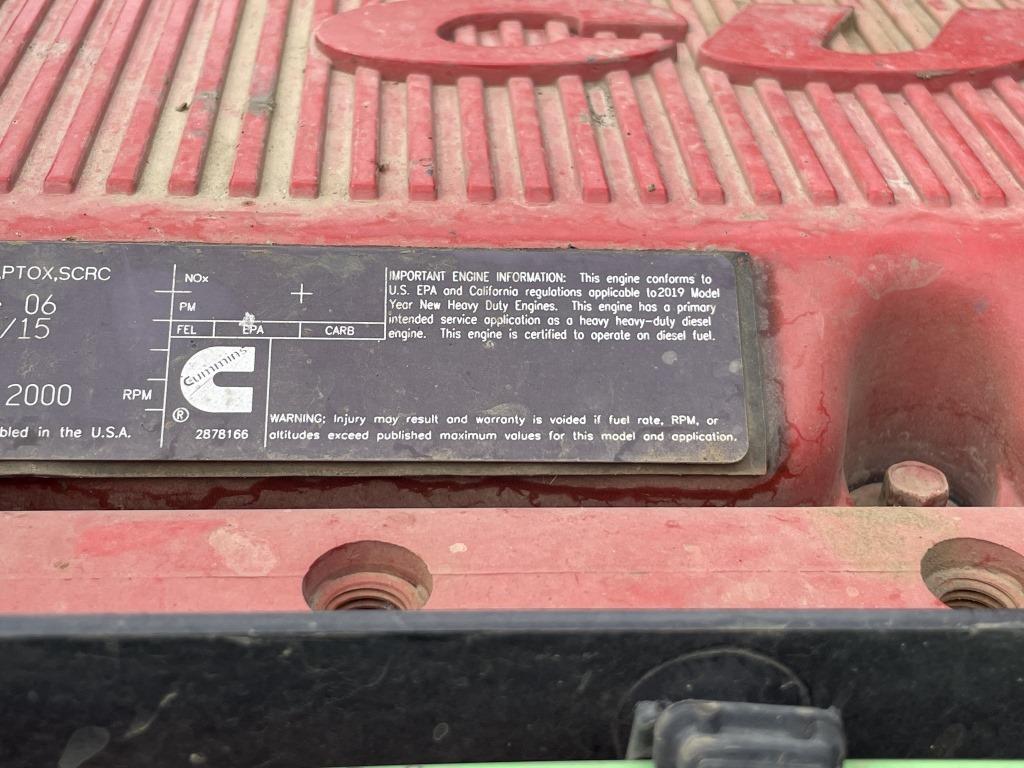 CU
,PTOX,SCRC
06
/15
2000 RPM
bled in the U.S.A.
NOx
PM
FEL EPA CARB
Cummins
®
2878166
IMPORTANT ENGINE INFORMATION: This engine conforms to
U.S. EPA and California regulations applicable to 2019 Model
Year New Heavy Duty Engines. This engine has a primary
intended service application as a heavy heavy-duty diesel
engine. This engine is certified to operate on diesel fuel.
WARNING: Injury may result and warranty is voided if fuel rate, RPM, or
altitudes exceed published maximum values for this model and application.